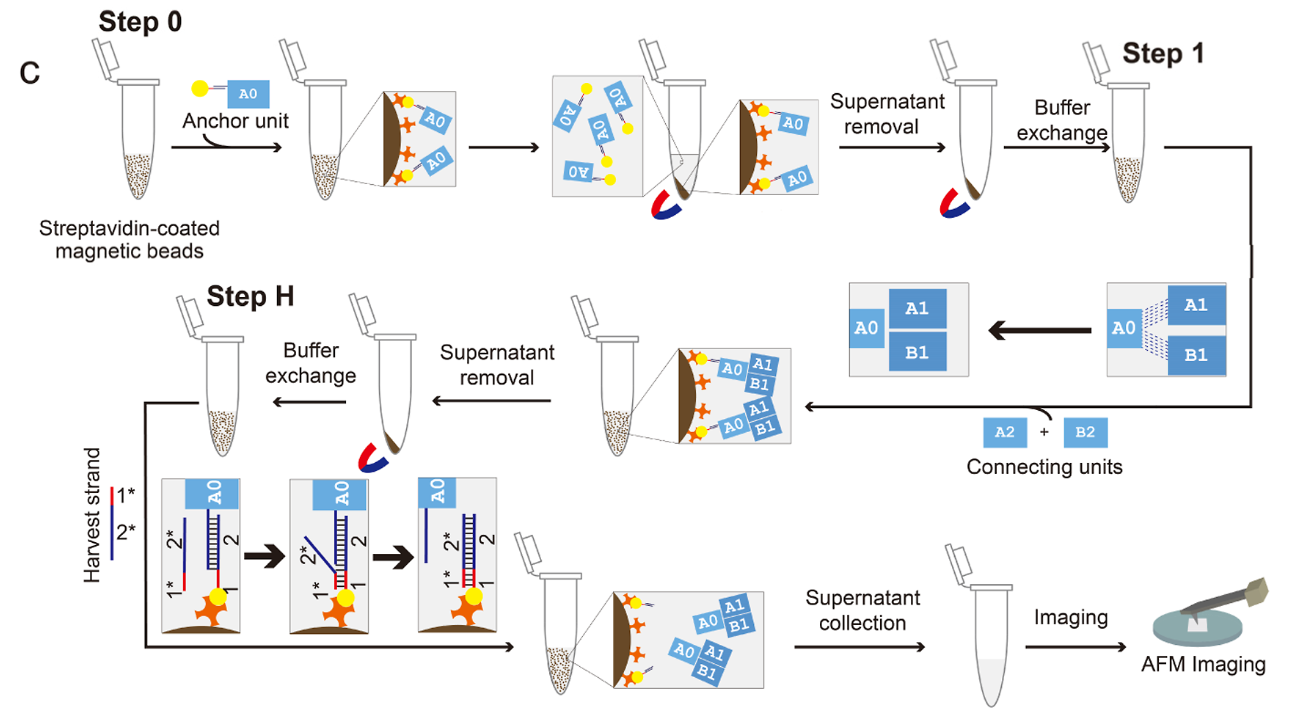 C
Step 0
A0
Anchor unit
Streptavidin-coated
magnetic beads
A0
A0
A0
A0
A0
A0
A0
A0
Supernatant
removal
Buffer
exchange
Step 1
A0
A1
B1
A0
A1
B1
A2 + B2
Connecting units
A0
A1
B1
A0
A1
B1
Supernatant
removal
Buffer
exchange
Step H
Harvest strand
1*
2*
A0
2*
2
1*
1
A0
2*
2
1*
1
A0
2*
2
1*
1
A0
A1
B1
A0
A1
B1
Supernatant
collection
Imaging
AFM Imaging